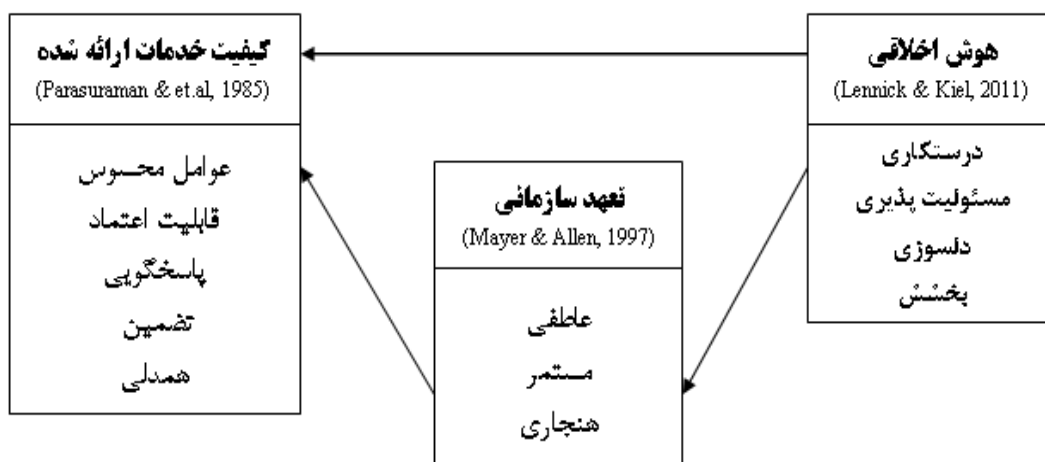 هوش اخلاقی
(Lennick & Kiel, 2011)
درستکاری
مسئولیت پذیری
دلسوزی
بخشش
تعهد سازمانی
(Mayer & Allen, 1997)
عاطفی
مستمر
هنجاری
کیفیت خدمات ارائه شده
(Parasuraman & et.al, 1985)
عوامل محسوس
قابلیت اعتماد
پاسخگویی
تضمین
همدلی